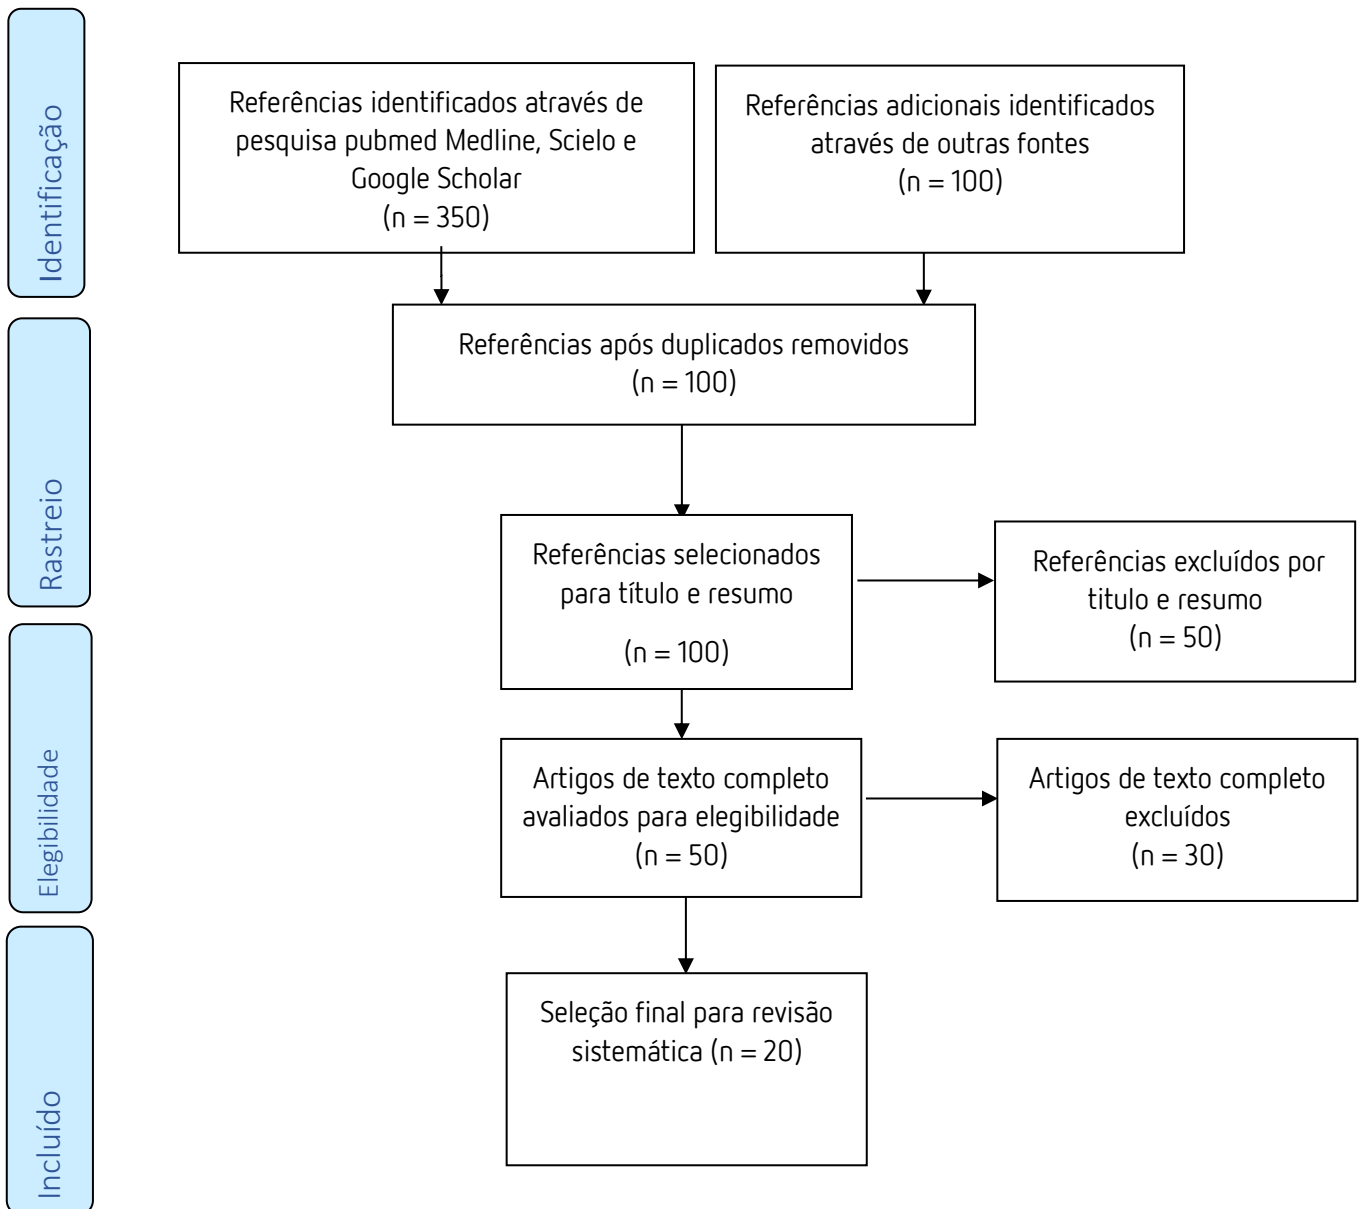 Identificação
Referências identificados através de
pesquisa pubmed Medline, Scielo e
Google Scholar
(n = 350)
Referências adicionais identificados
através de outras fontes
(n = 100)
Rastreio
Referências após duplicados removidos
(n = 100)
Referências selecionados
para título e resumo
(n = 100)
Referências excluídos por
titulo e resumo
(n = 50)
Elegibilidade
Artigos de texto completo
avaliados para elegibilidade
(n = 50)
Artigos de texto completo
excluídos
(n = 30)
Incluído
Seleção final para revisão
sistemática (n = 20)